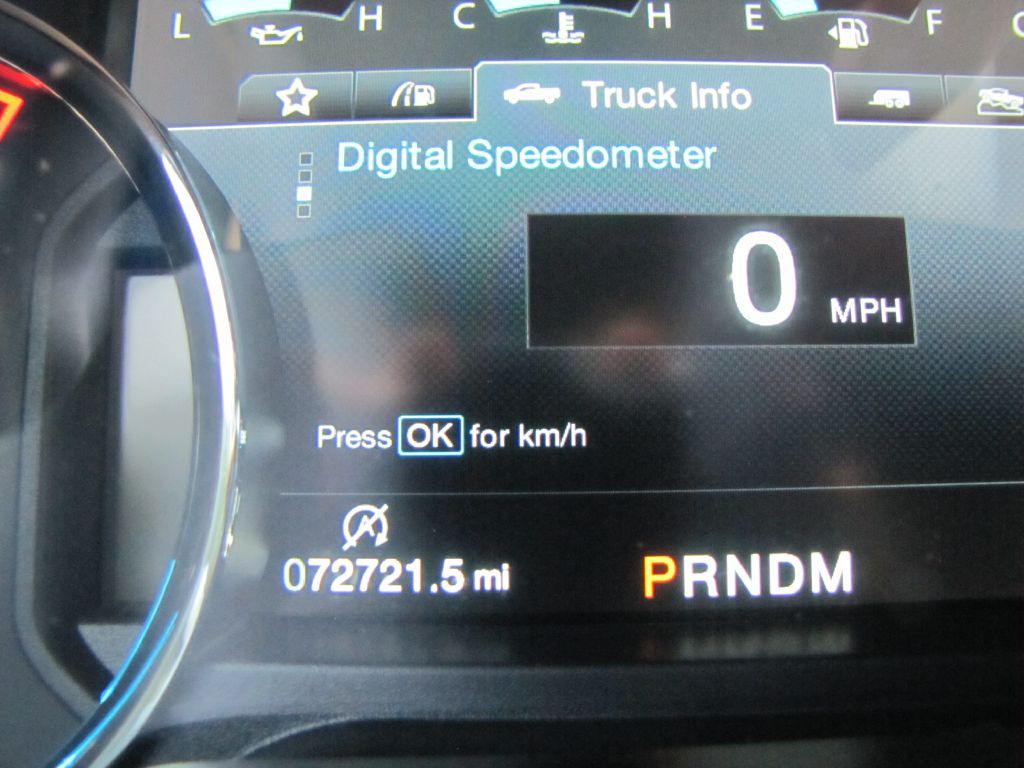 L H C H E F
Truck Info
Digital Speedometer
0 MPH
Press OK for km/h
A
072721.5 mi
PRNDM